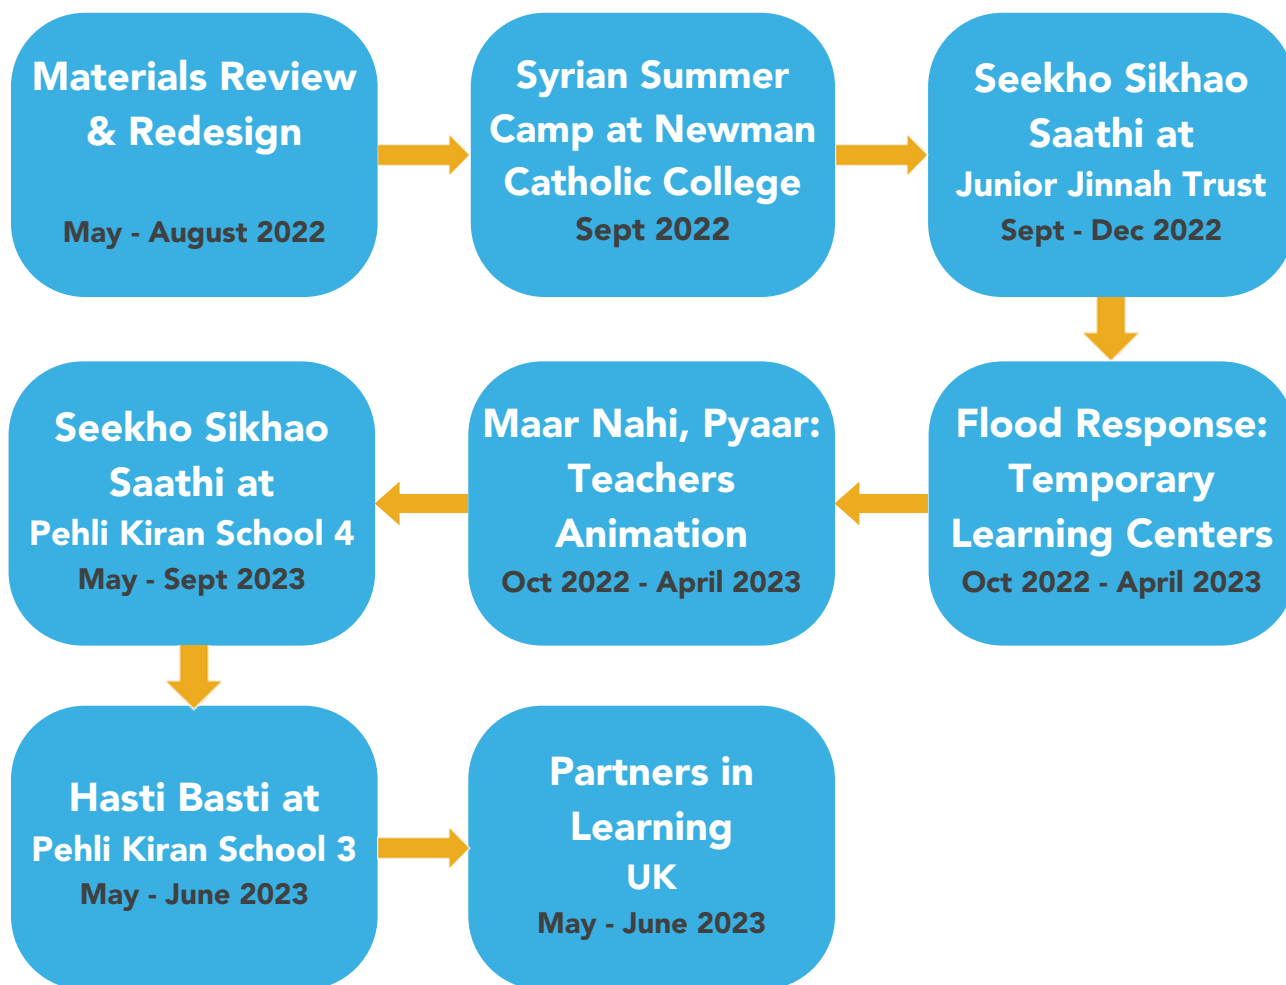 Materials Review
& Redesign
May - August 2022
Syrian Summer
Camp at Newman
Catholic College
Sept 2022
Seekho Sikhao
Saathi at
Junior Jinnah Trust
Sept - Dec 2022
Flood Response:
Temporary
Learning Centers
Oct 2022 - April 2023
Maar Nahi, Pyaar:
Teachers
Animation
Oct 2022 - April 2023
Seekho Sikhao
Saathi at
Pehli Kiran School 4
May - Sept 2023
Hasti Basti at
Pehli Kiran School 3
May - June 2023
Partners in
Learning
UK
May - June 2023